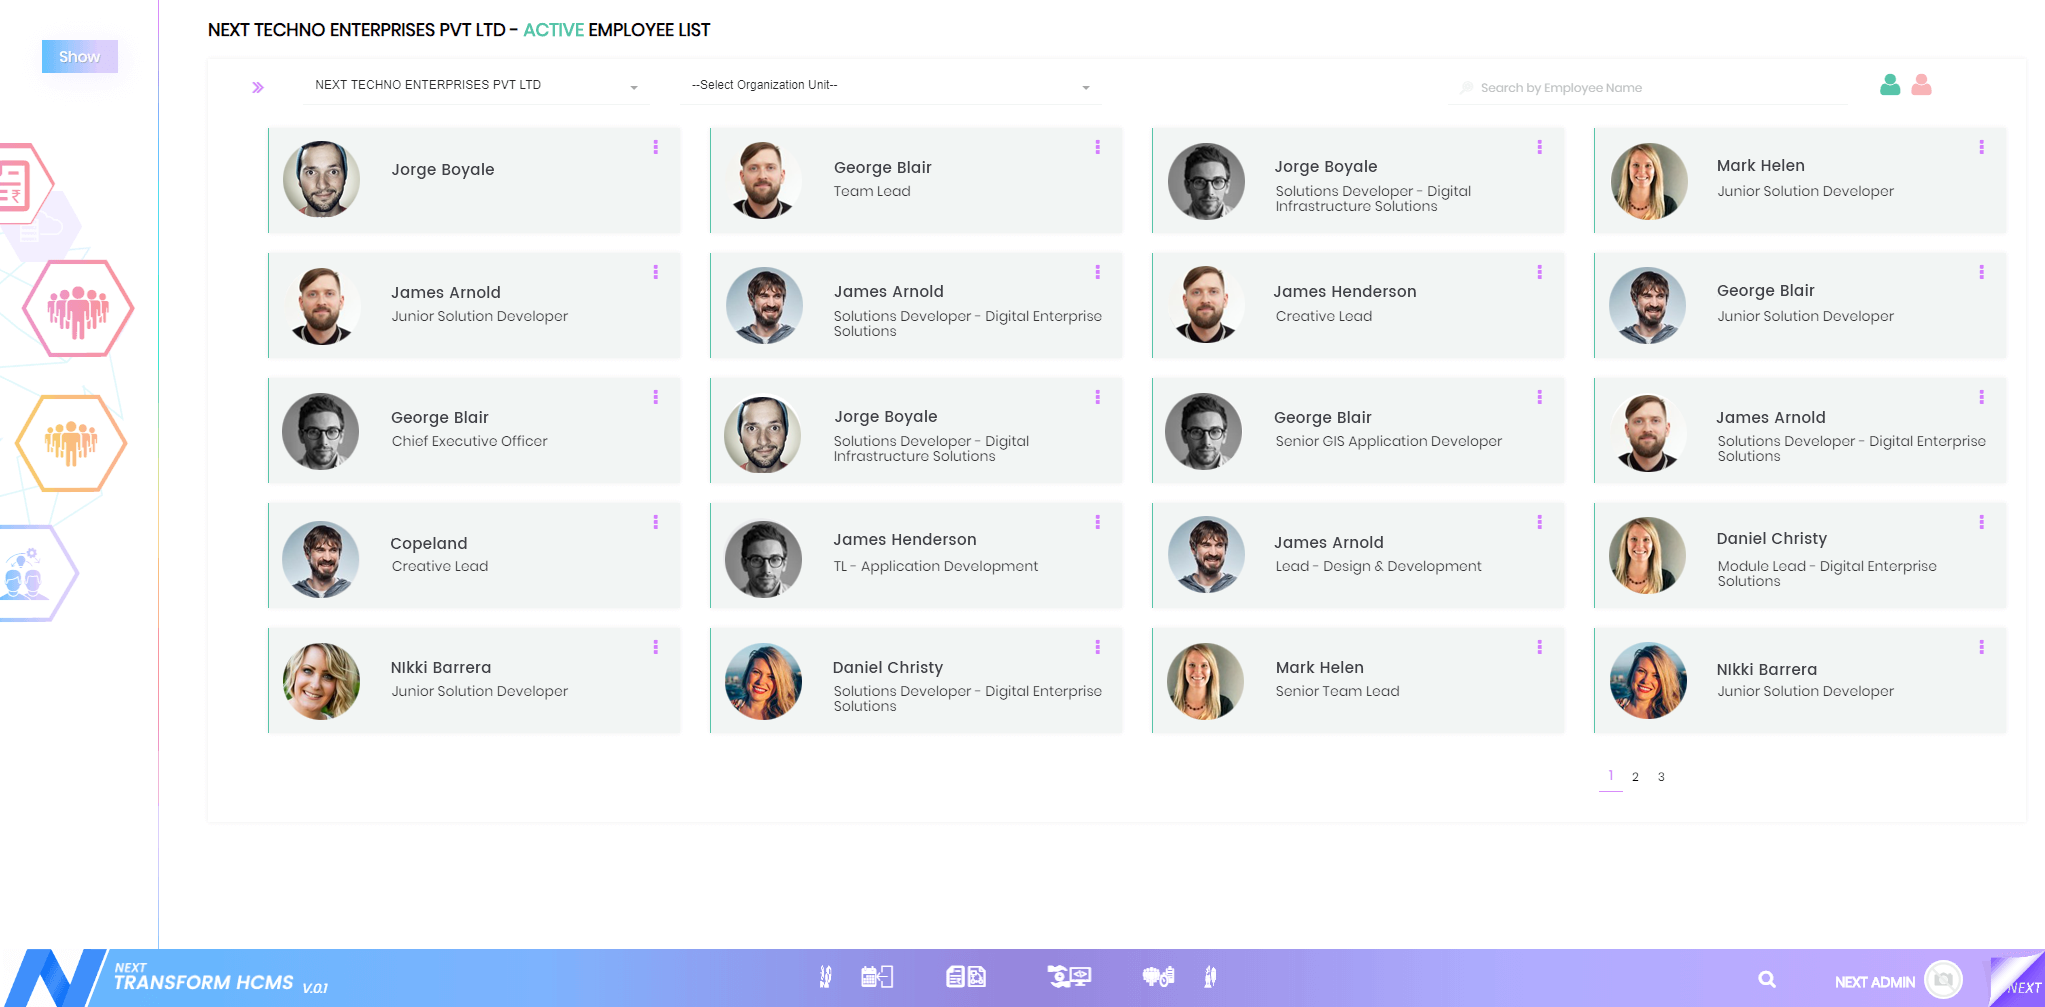 NEXT TECHNO ENTERPRISES PVT LTD - ACTIVE EMPLOYEE LIST
Show
NEXT TECHNO ENTERPRISES PVT LTD
--Select Organization Unit--
Search by Employee Name
Jorge Boyale
George Blair
Team Lead
Jorge Boyale
Solutions Developer - Digital
Infrastructure Solutions
Mark Helen
Junior Solution Developer
James Arnold
Junior Solution Developer
James Arnold
Solutions Developer - Digital Enterprise
Solutions
James Henderson
Creative Lead
George Blair
Junior Solution Developer
George Blair
Chief Executive Officer
Jorge Boyale
Solutions Developer - Digital
Infrastructure Solutions
George Blair
Senior GIS Application Developer
James Arnold
Solutions Developer - Digital Enterprise
Solutions
Copeland
Creative Lead
James Henderson
TL - Application Development
James Arnold
Lead - Design & Development
Daniel Christy
Module Lead - Digital Enterprise
Solutions
NIkki Barrera
Junior Solution Developer
Daniel Christy
Solutions Developer - Digital Enterprise
Solutions
Mark Helen
Senior Team Lead
NIkki Barrera
Junior Solution Developer
1 2 3
NEXT
TRANSFORM HCMS V.0.1
NEXT ADMIN
NEXT